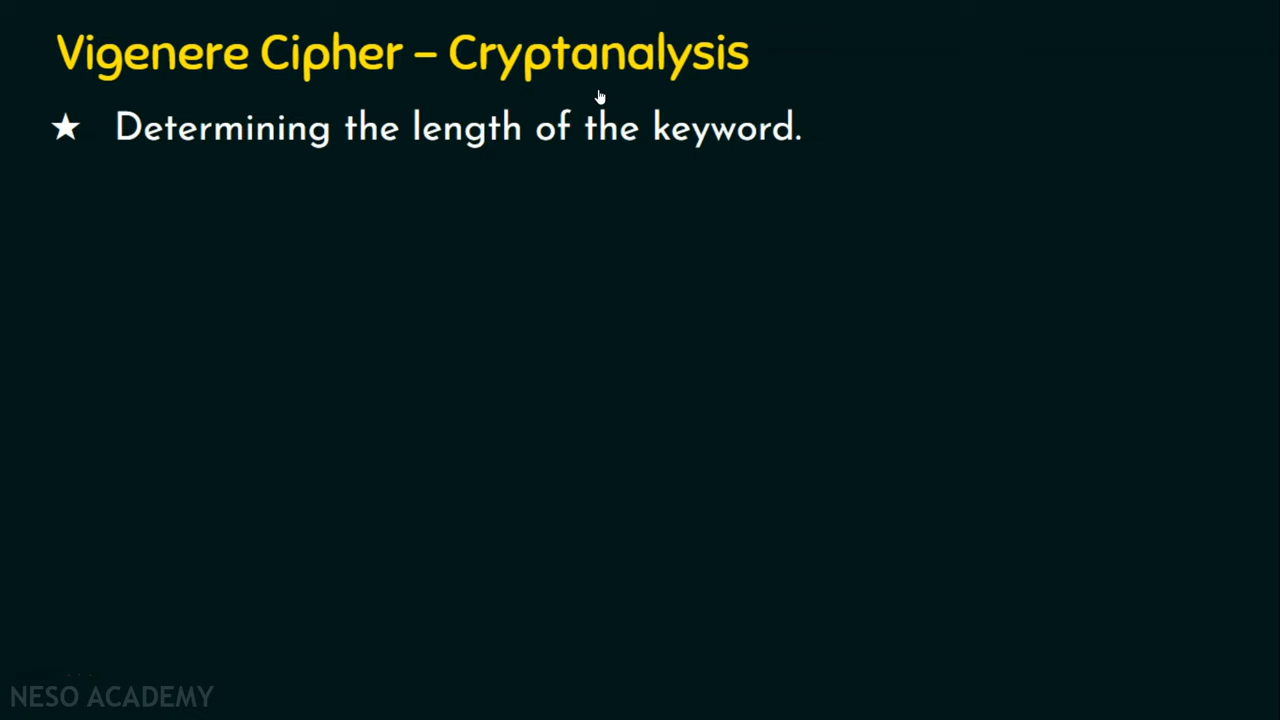 Vigenere Cipher – Cryptanalysis
★ Determining the length of the keyword.
NESO ACADEMY